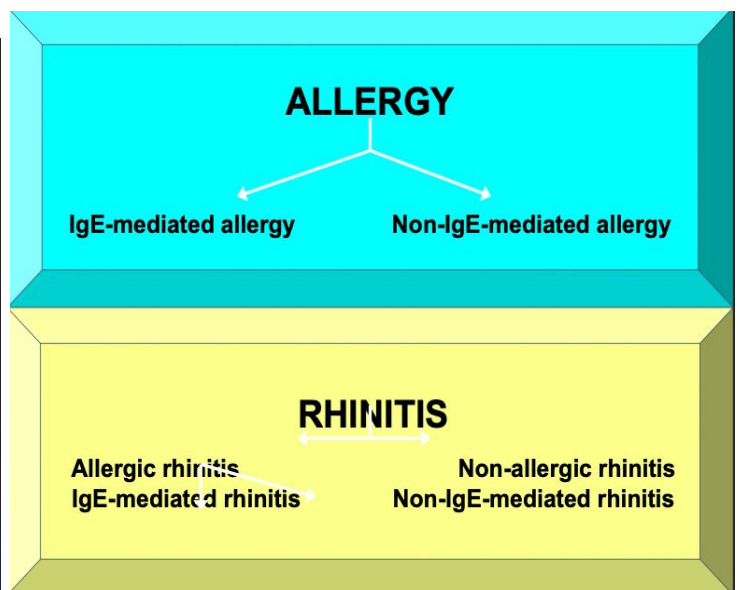 ALLERGY
IgE-mediated allergy Non-IgE-mediated allergy
RHINITIS
Allergic rhinitis Non-allergic rhinitis
IgE-mediated rhinitis Non-IgE-mediated rhinitis